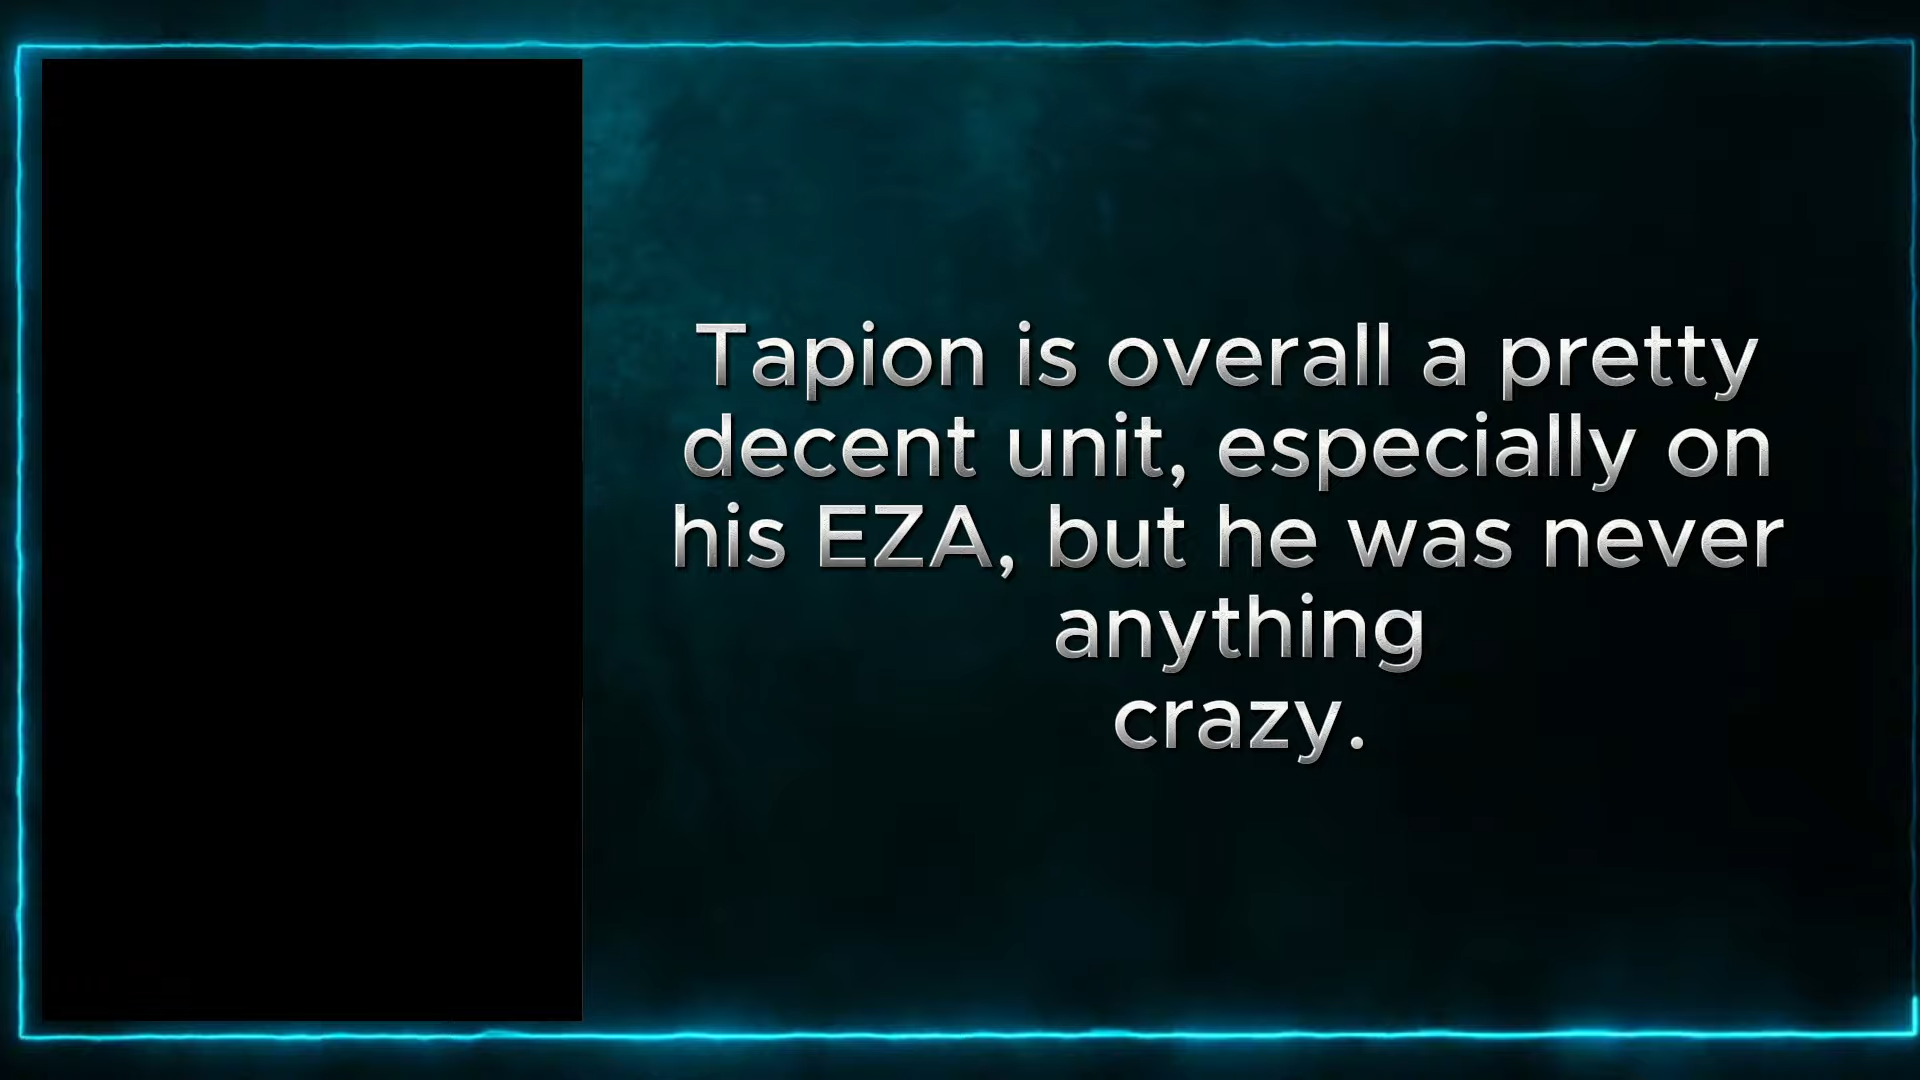 Tapion is overall a pretty
decent unit, especially on
his EZA, but he was never
anything
crazy.